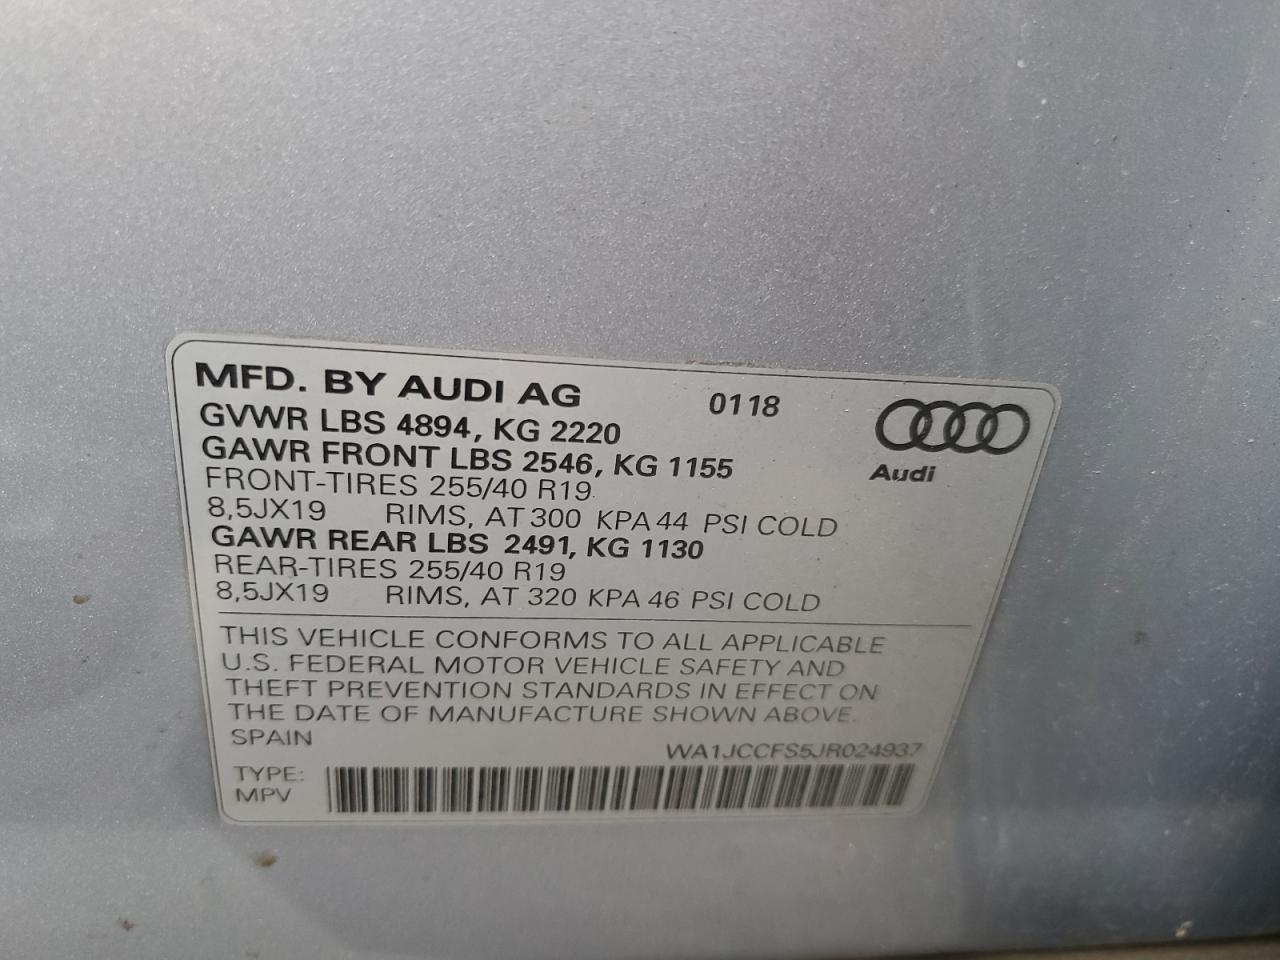 MFD. BY AUDI AG 0118
GVWR LBS 4894, KG 2220
GAWR FRONT LBS 2546, KG 1155
Audi
FRONT-TIRES 255/40 R19
8,5JX19 RIMS, AT 300 KPA 44 PSI COLD
GAWR REAR LBS 2491, KG 1130
REAR-TIRES 255/40 R19
8,5JX19 RIMS, AT 320 KPA 46 PSI COLD
THIS VEHICLE CONFORMS TO ALL APPLICABLE
U.S. FEDERAL MOTOR VEHICLE SAFETY AND
THEFT PREVENTION STANDARDS IN EFFECT ON
THE DATE OF MANUFACTURE SHOWN ABOVE.
SPAIN
WA1JCCFS5JR024937
TYPE:
MPV